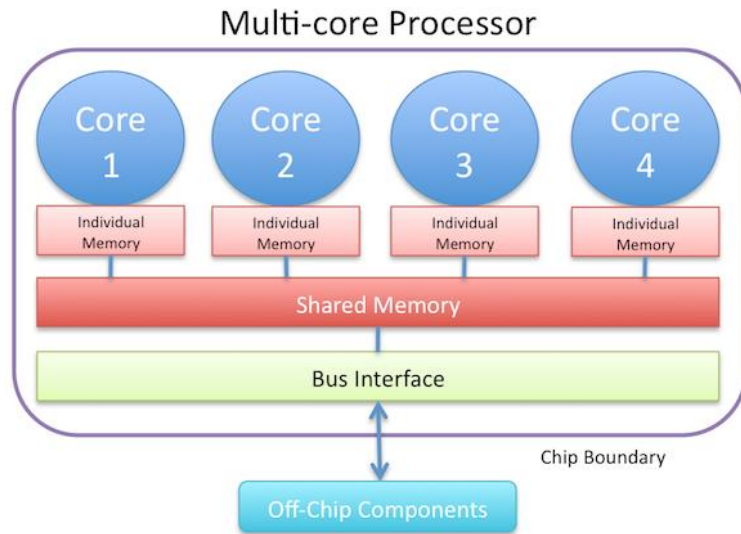 Multi-core Processor
Core
1
Core
2
Core
3
Core
4
Individual
Memory
Individual
Memory
Individual
Memory
Individual
Memory
Shared Memory
Bus Interface
Chip Boundary
Off-Chip Components